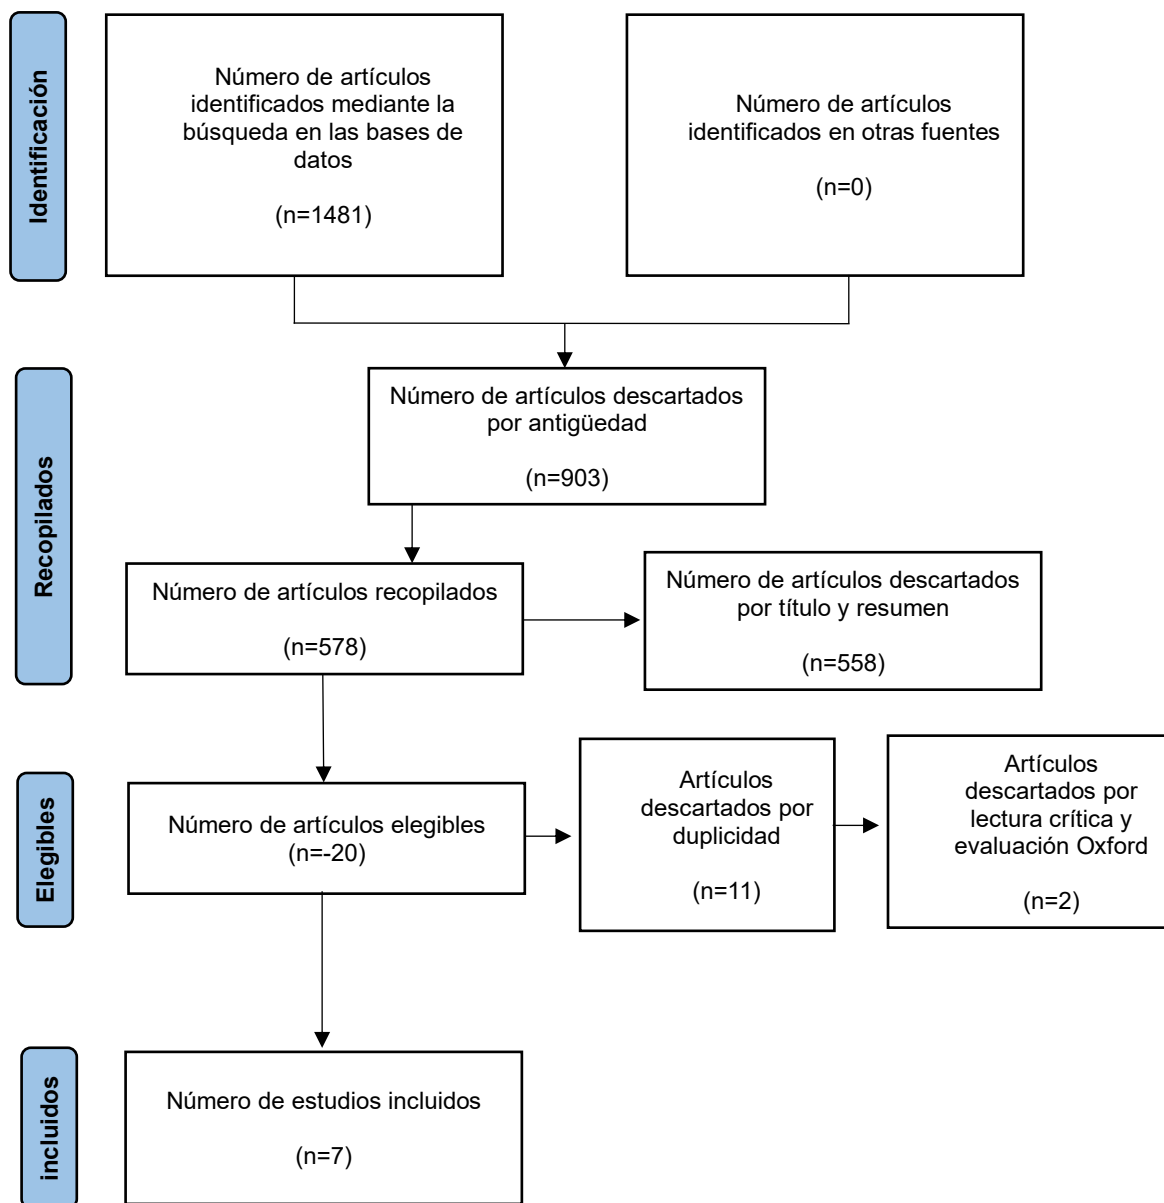 Identificación
Número de artículos
identificados mediante la
búsqueda en las bases de
datos
(n=1481)
Número de artículos
identificados en otras fuentes
(n=0)
Recopilados
Número de artículos descartados
por antigüedad
(n=903)
Número de artículos recopilados
(n=578)
Número de artículos descartados
por título y resumen
(n=558)
Elegibles
Número de artículos elegibles
(n=-20)
Artículos
descartados por
duplicidad
(n=11)
Artículos
descartados por
lectura crítica y
evaluación Oxford
(n=2)
incluidos
Número de estudios incluidos
(n=7)